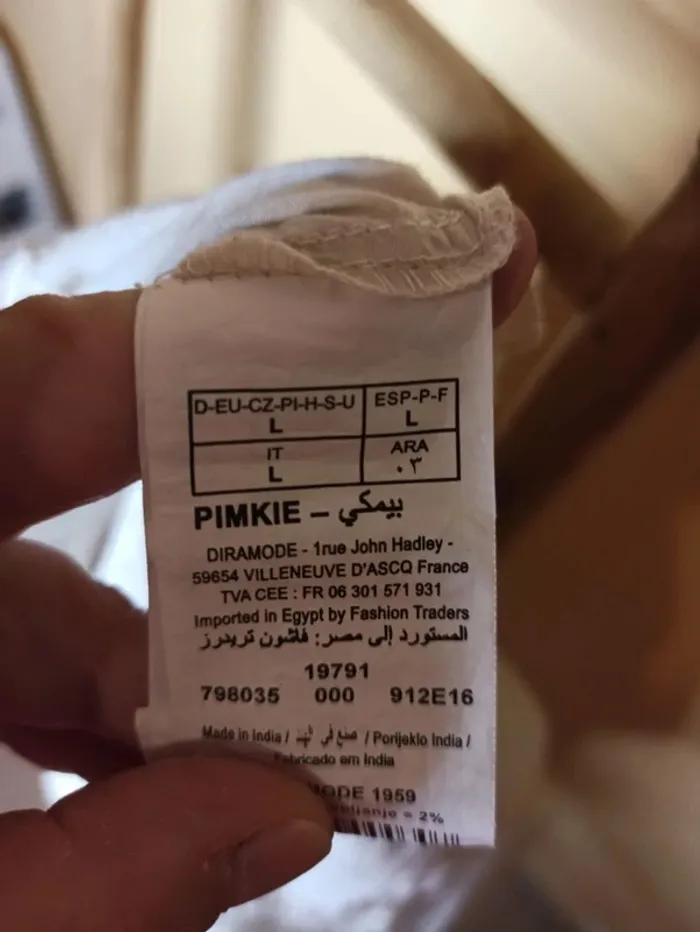 D-EU-CZ-PI-H-S-U ESP-P-F
L L
IT ARA
L ٠٣
PIMKIE – بيمكي
DIRAMODE - 1rue John Hadley -
59654 VILLENEUVE D'ASCQ France
TVA CEE : FR 06 301 571 931
Imported in Egypt by Fashion Traders
المستورد إلى مصر: فاشون تريدرز
19791
798035 000 912E16
Made in India / صنع في الهند / Porijeklo India /
Fabricado em India
MODE 1959
= 2%